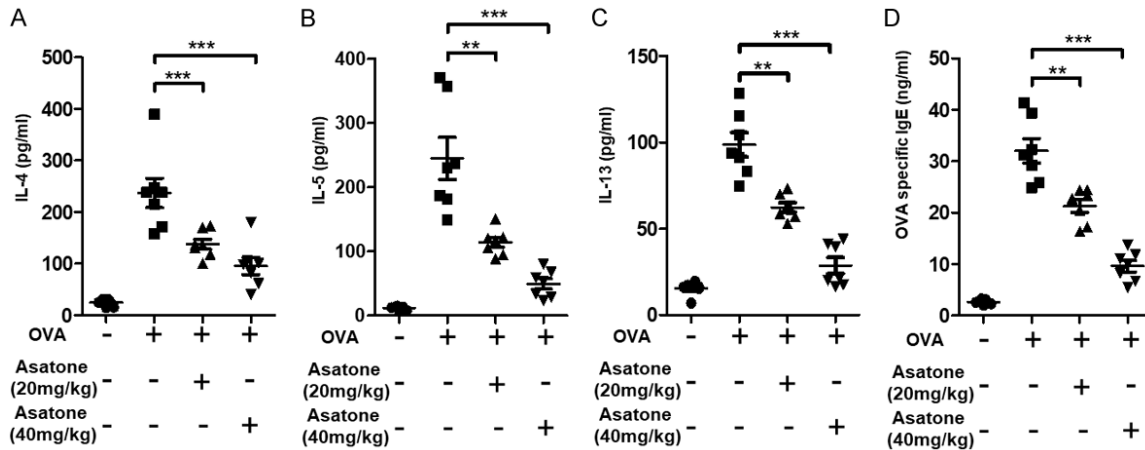 A
B
C
D
IL-4 (pg/ml)
500
400
300
200
100
0
***
***
IL-5 (pg/ml)
400
300
200
100
0
**
***
IL-13 (pg/ml)
150
100
50
0
**
***
OVA specific IgE (ng/ml)
50
40
30
20
10
0
**
***
OVA - + + + - + + + - + + + - + + +
Asatone
(20mg/kg) - - + - - - + - - - + - - - + -
Asatone
(40mg/kg) - - - + - - - + - - - + - - - +
OVA
Asatone
(20mg/kg)
Asatone
(40mg/kg)
OVA
Asatone
(20mg/kg)
Asatone
(40mg/kg)
OVA
Asatone
(20mg/kg)
Asatone
(40mg/kg)